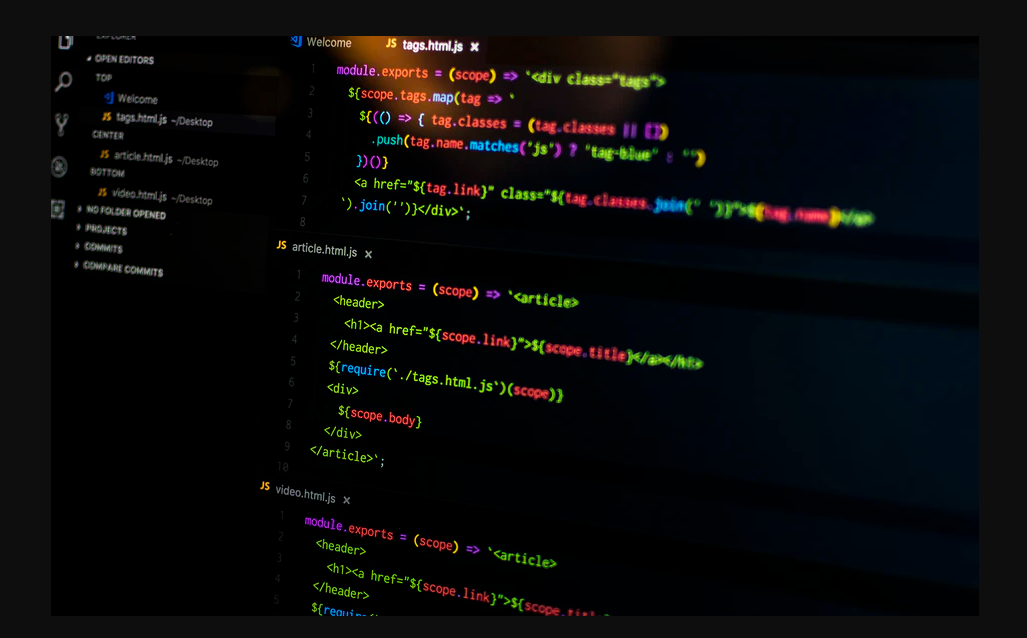 EXPLORER
OPEN EDITORS
TOP
Welcome
JS tags.html.js ~/Desktop
CENTER
JS article.html.js ~/Desktop
BOTTOM
JS video.html.js ~/Desktop
NO FOLDER OPENED
PROJECTS
COMMITS
COMPARE COMMITS
Welcome
JS tags.html.js ×
1 module.exports = (scope) => `<div class="tags">
2 ${scope.tags.map(tag => `
3 ${(() => { tag.classes = (tag.classes || [])
4 .push(tag.name.matches('js') ? 'tag-blue' : '')
5 })()}
6 <a href="${tag.link}" class="${tag.classes.join(' ')}">${tag.name}</a>
7 `).join('')}</div>`;
8
JS article.html.js ×
1 module.exports = (scope) => `<article>
2 <header>
3 <h1><a href="${scope.link}">${scope.title}</a></h1>
4 </header>
5 ${require(`./tags.html.js`)(scope)}
6 <div>
7 ${scope.body}
8 </div>
9 </article>`;
10
JS video.html.js ×
1 module.exports = (scope) => `<article>
2 <header>
3 <h1><a href="${scope.link}">${scope.title
4 </header>
5 ${require(`